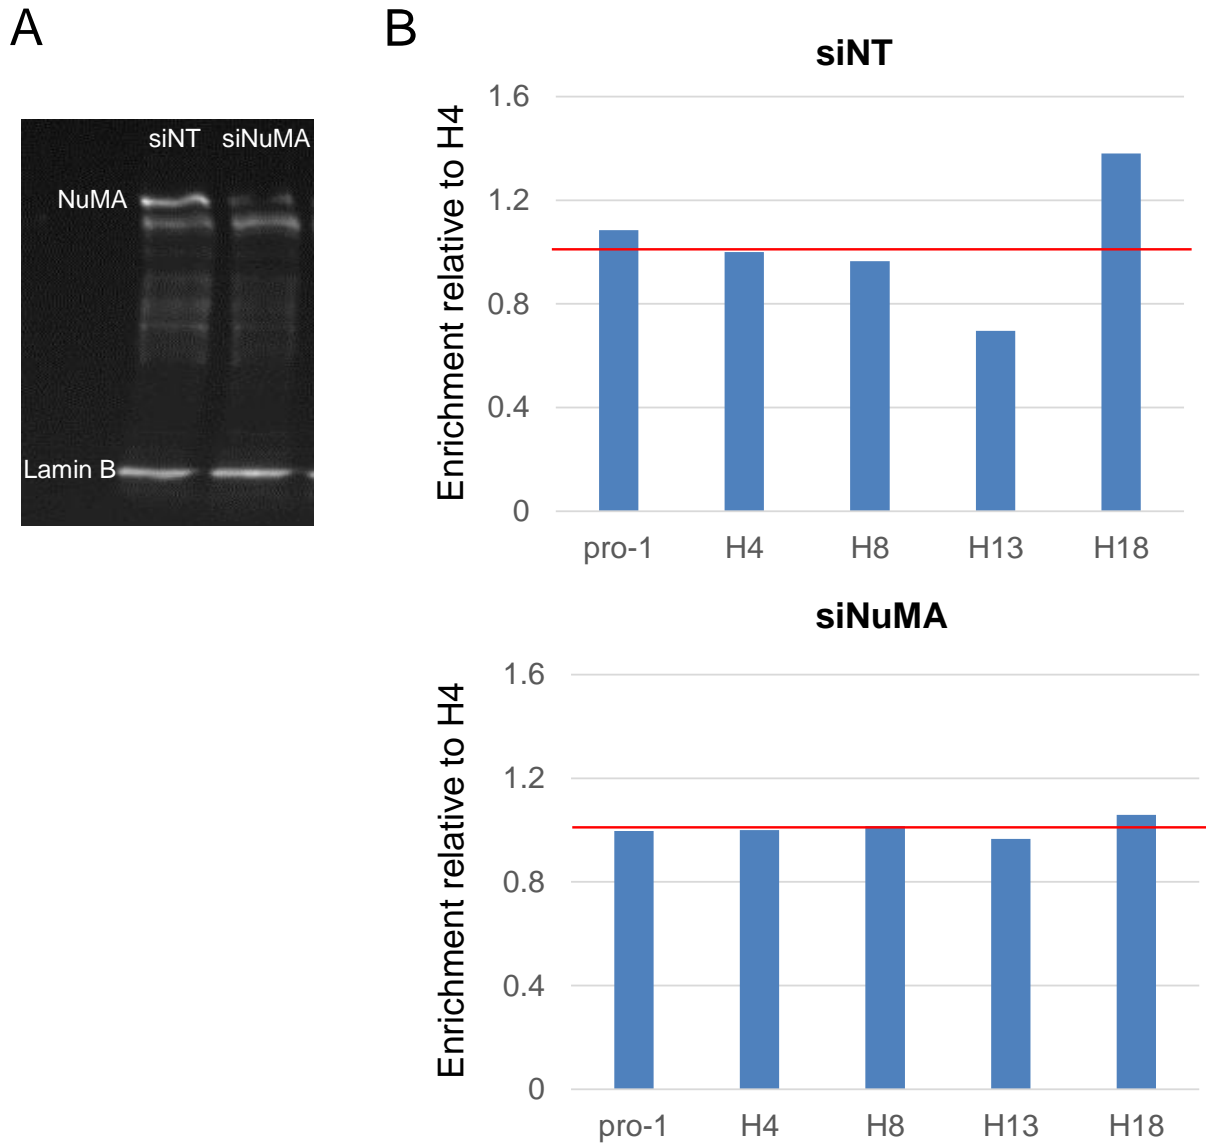 A
B
siNT siNuMA
NuMA
Lamin B
siNT
Enrichment relative to H4
1.6
1.2
0.8
0.4
0
pro-1 H4 H8 H13 H18
siNuMA
Enrichment relative to H4
1.6
1.2
0.8
0.4
0
pro-1 H4 H8 H13 H18